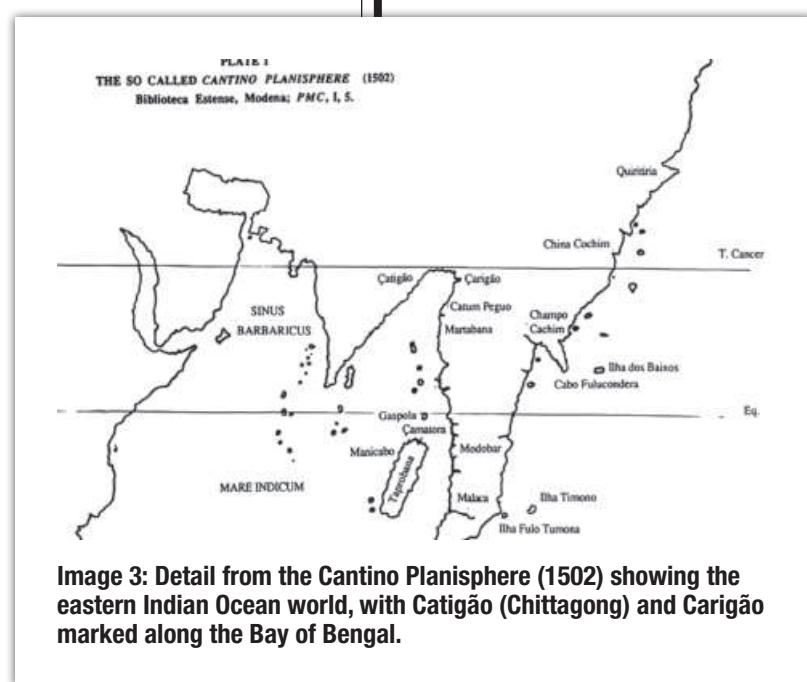 PLATE I
THE SO CALLED CANTINO PLANISPHERE (1502)
Biblioteca Estense, Modena; PMC, I, 5.
Quiritiria
China Cochim
T. Cancer
Çatigão
Çarigão
SINUS
BARBARICUS
Catum Peguo
Martabana
Champo
Cachim
Ilha dos Baixos
Cabo Fulucondera
Eq.
Gaspola
Çamatora
Manicabo
Modobar
Taprobana
MARE INDICUM
Malaca
Ilha Timono
Ilha Fulo Tumona
Image 3: Detail from the Cantino Planisphere (1502) showing the
eastern Indian Ocean world, with Catigão (Chittagong) and Carigão
marked along the Bay of Bengal.